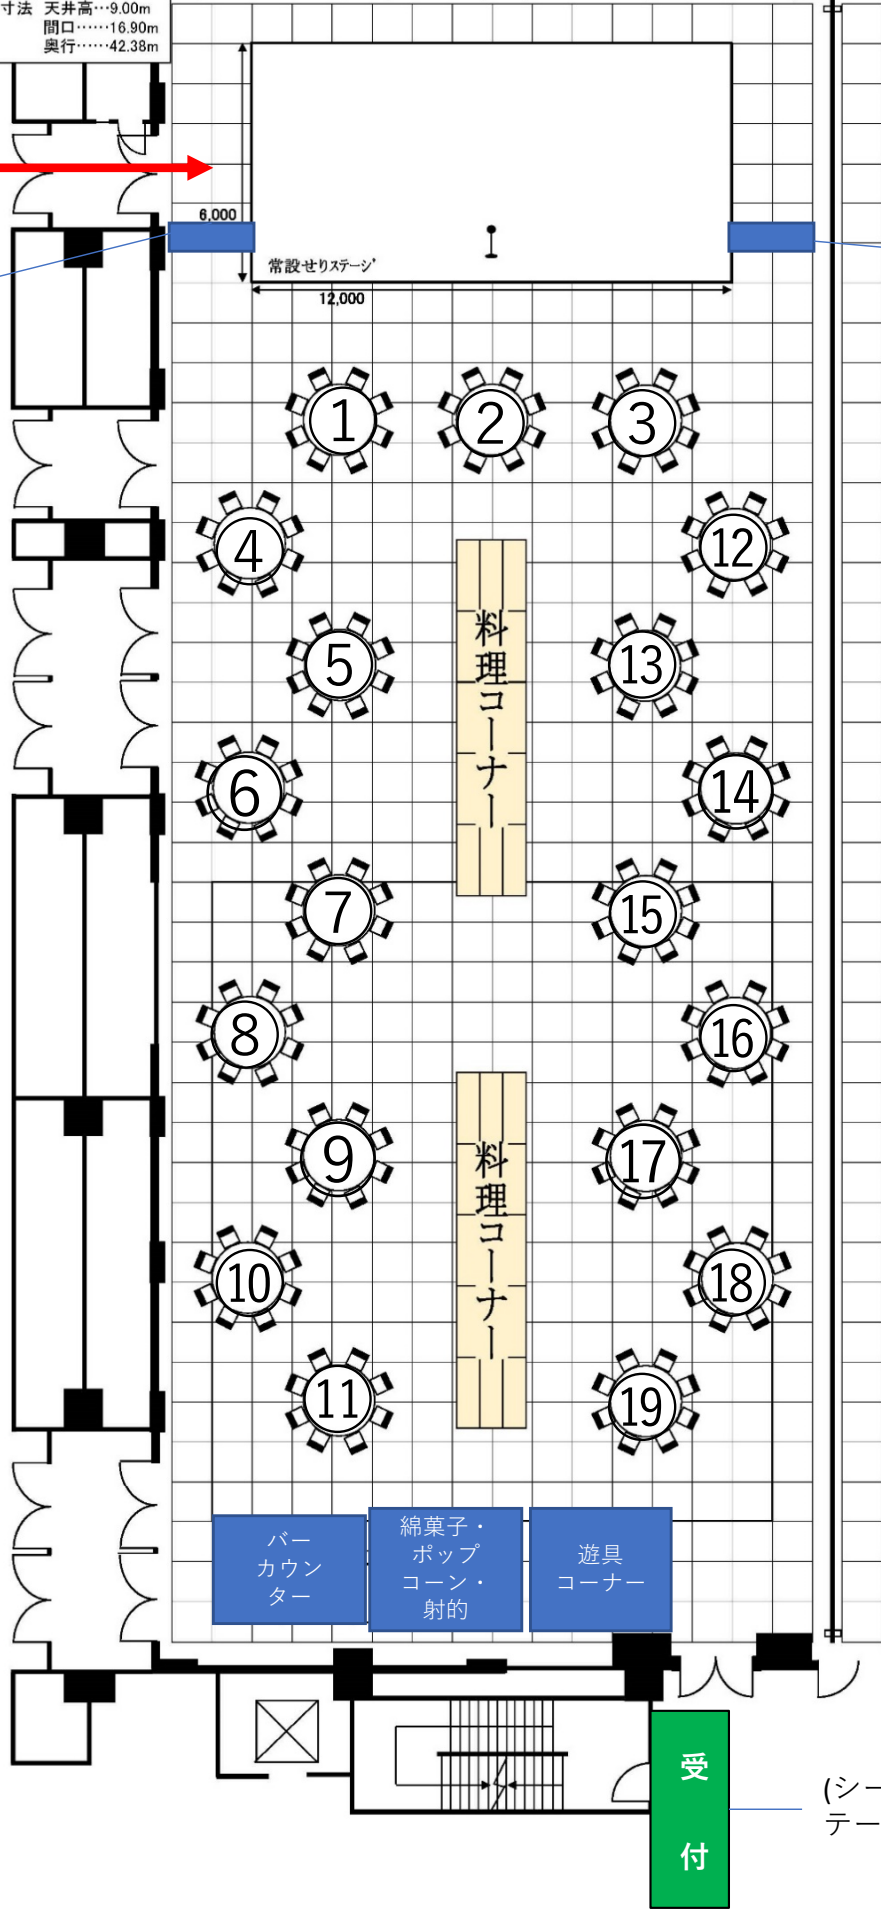 寸法 天井高…9.00m
間口……16.90m
奥行……42.38m
6,000
常設せりステージ
12,000
1
2
3
4
12
料理コーナー
5
13
6
14
7
15
8
16
料理コーナー
9
17
10
18
11
19
バー
カウン
ター
綿菓子・
ポップ
コーン・
射的
遊具
コーナー
受
付
(シー
テー